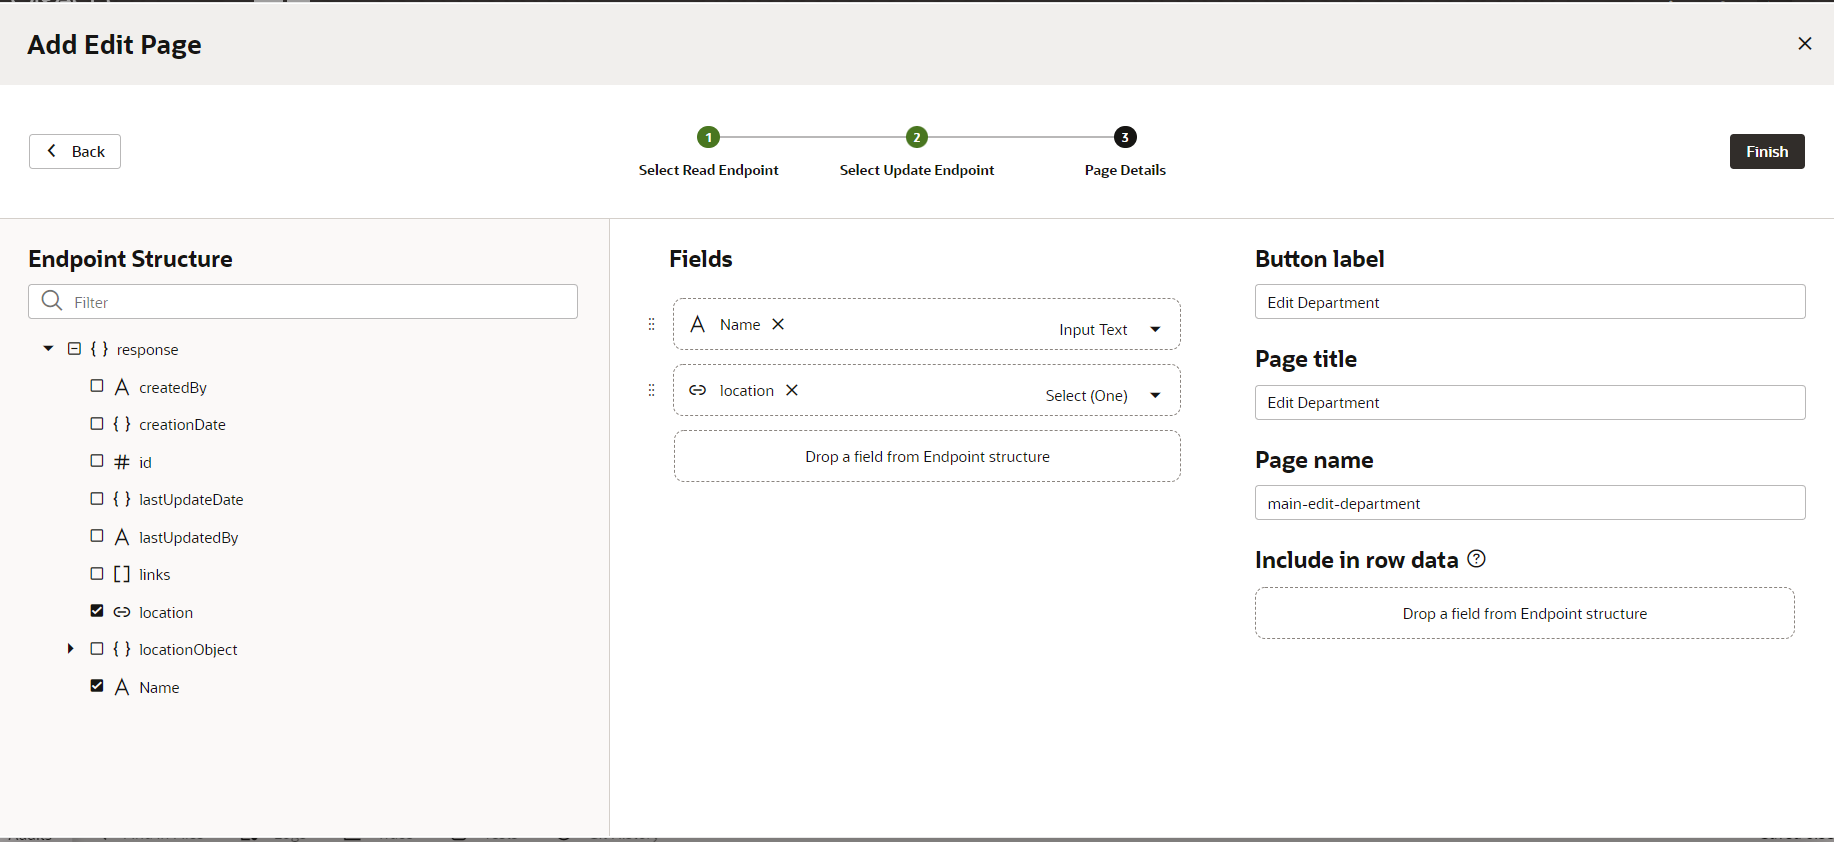 Add Edit Page
Back
1
2
3
Select Read Endpoint
Select Update Endpoint
Page Details
Finish
Endpoint Structure
Filter
response
createdBy
creationDate
id
lastUpdateDate
lastUpdatedBy
links
location
locationObject
Name
Fields
Name
Input Text
location
Select (One)
Drop a field from Endpoint structure
Button label
Edit Department
Page title
Edit Department
Page name
main-edit-department
Include in row data
Drop a field from Endpoint structure